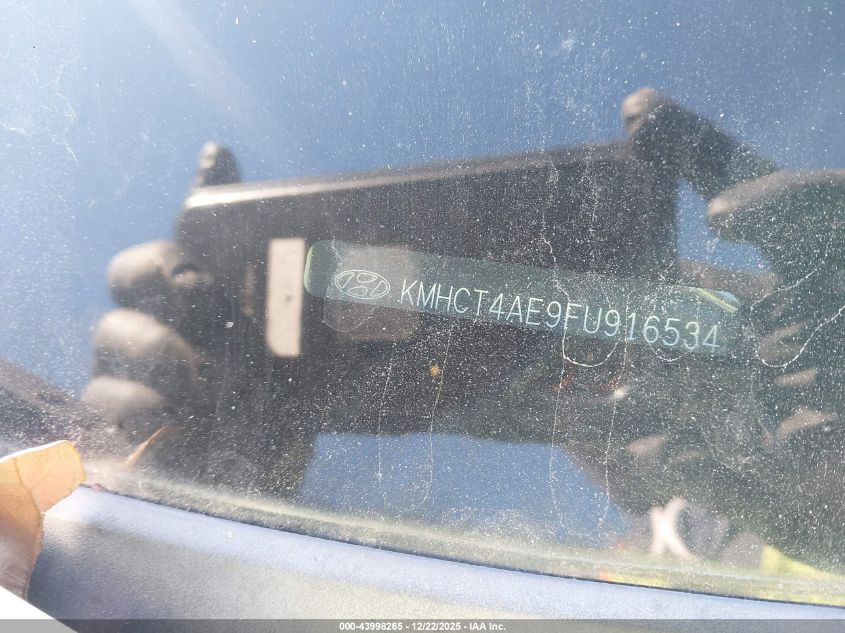 KMHCT4AE9FU916534
000-43998265 - 12/22/2025 - IAA Inc.